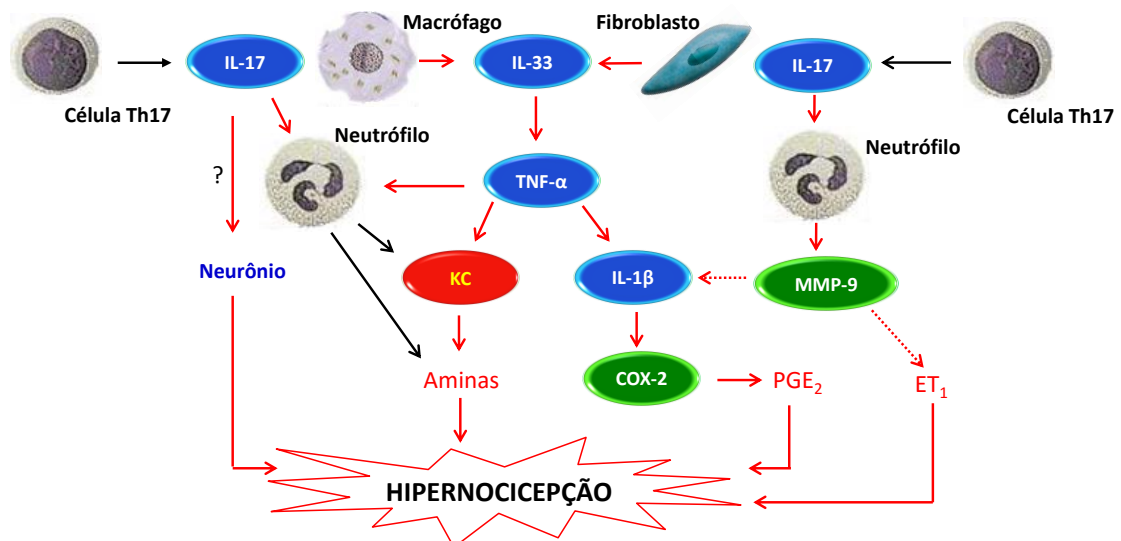 Macrófago
Fibroblasto
IL-17
IL-33
IL-17
Célula Th17
Célula Th17
Neutrófilo
Neutrófilo
?
TNF-α
Neurônio
KC
IL-1β
MMP-9
Aminas
COX-2
PGE₂
ET₁
HIPERNOCICEPÇÃO